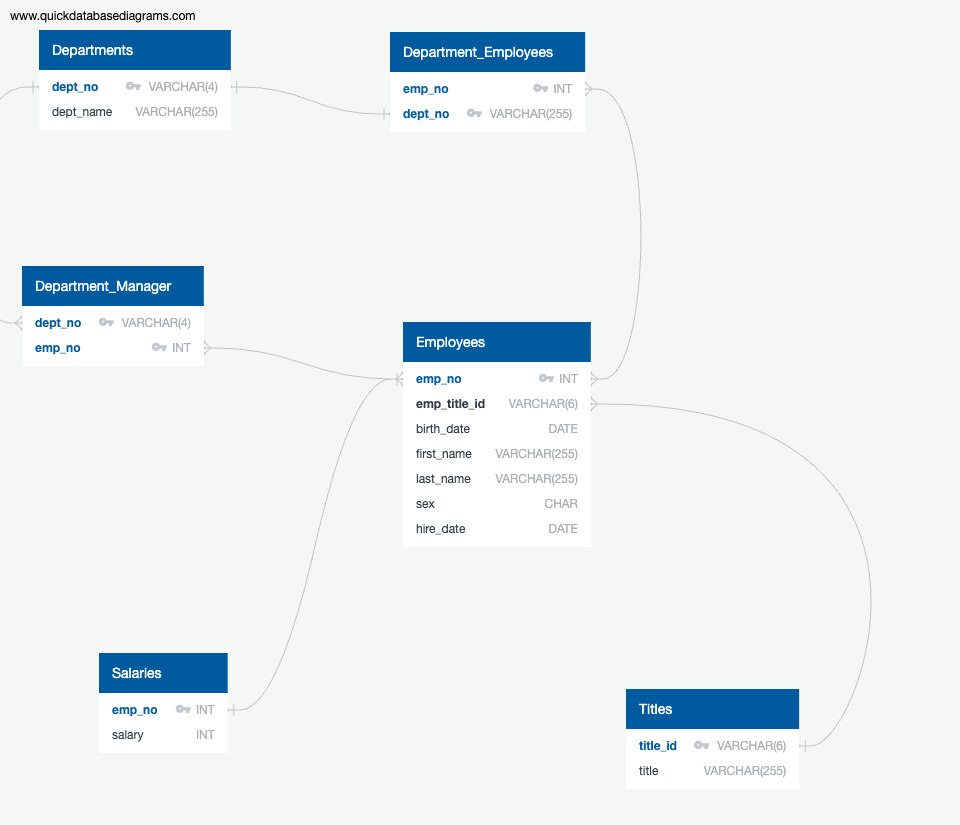 www.quickdatabasediagrams.com
Departments
dept_no VARCHAR(4)
dept_name VARCHAR(255)
Department_Employees
emp_no INT
dept_no VARCHAR(255)
Department_Manager
dept_no VARCHAR(4)
emp_no INT
Employees
emp_no INT
emp_title_id VARCHAR(6)
birth_date DATE
first_name VARCHAR(255)
last_name VARCHAR(255)
sex CHAR
hire_date DATE
Salaries
emp_no INT
salary INT
Titles
title_id VARCHAR(6)
title VARCHAR(255)